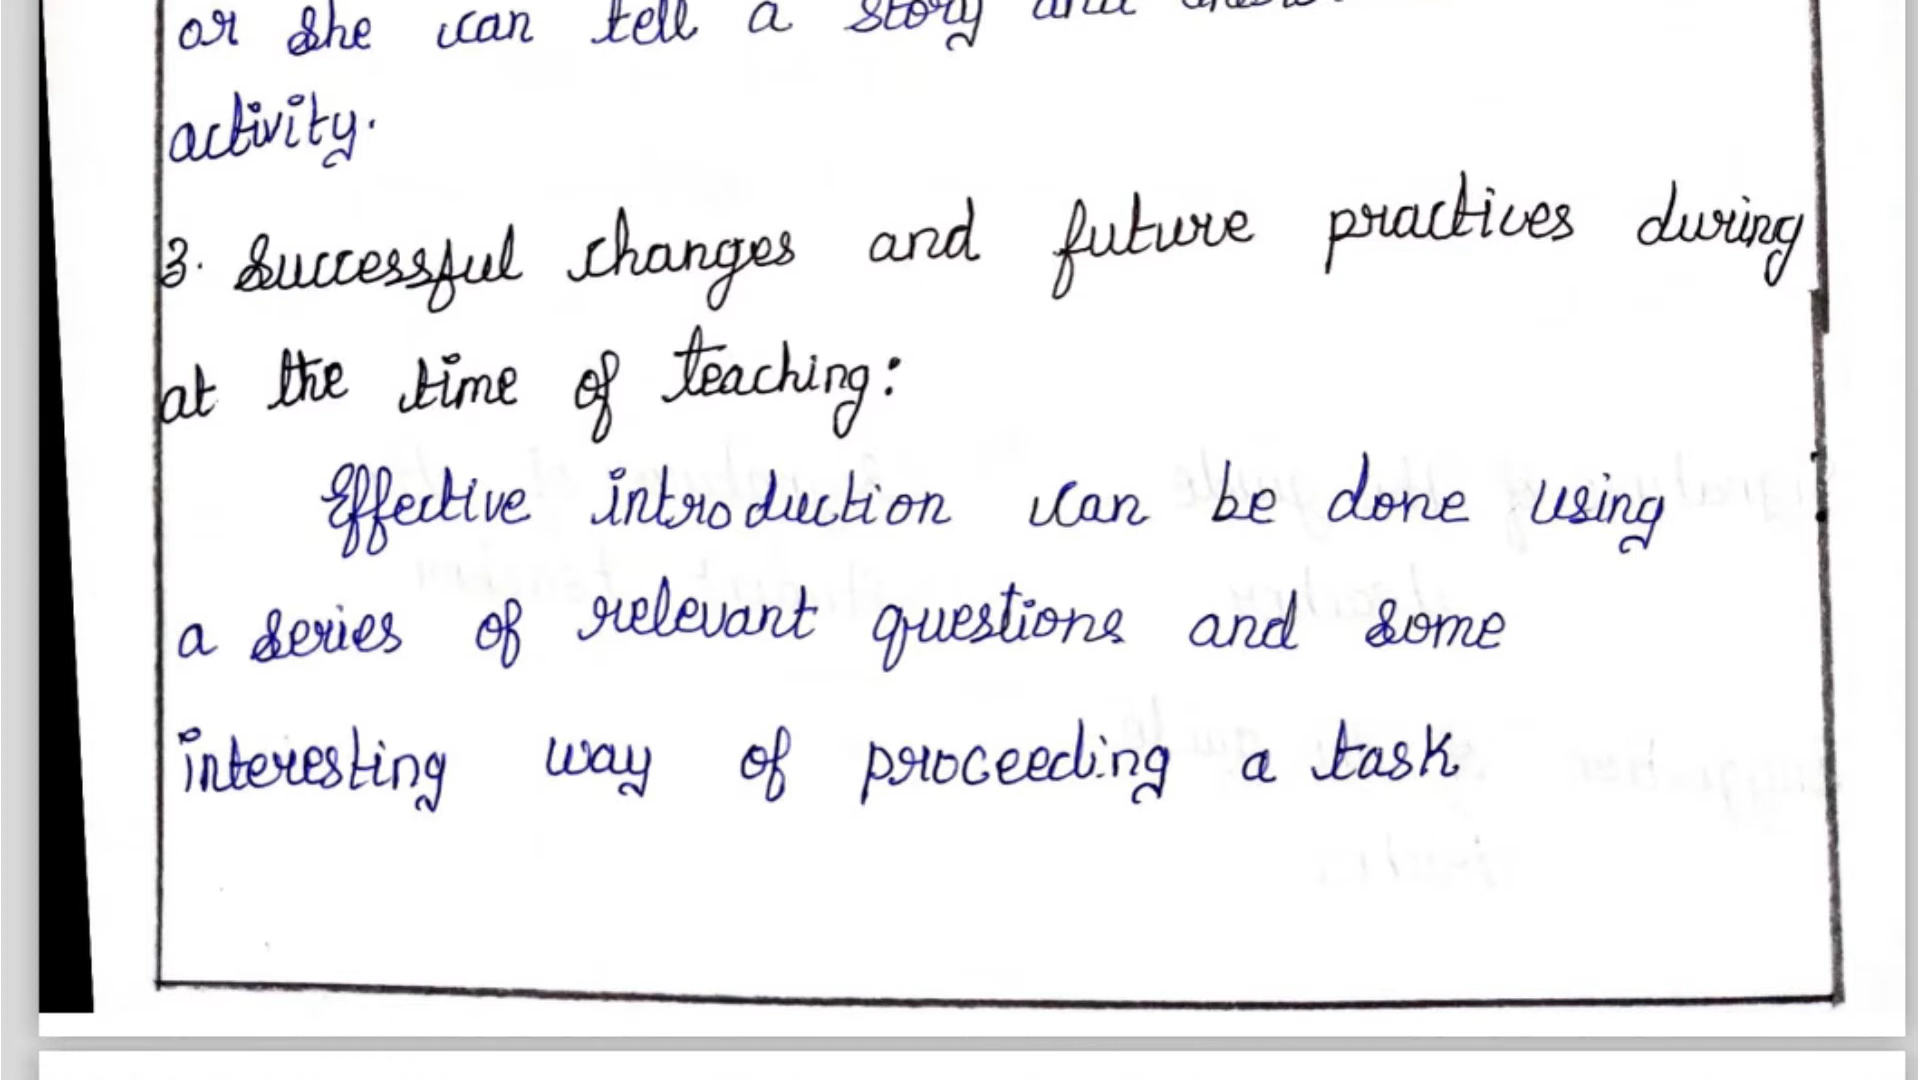 or she can tell a story and
activity.
3. Successful changes and future practices during
at the time of teaching:
Effective introduction can be done using
a series of relevant questions and some
interesting way of proceeding a task